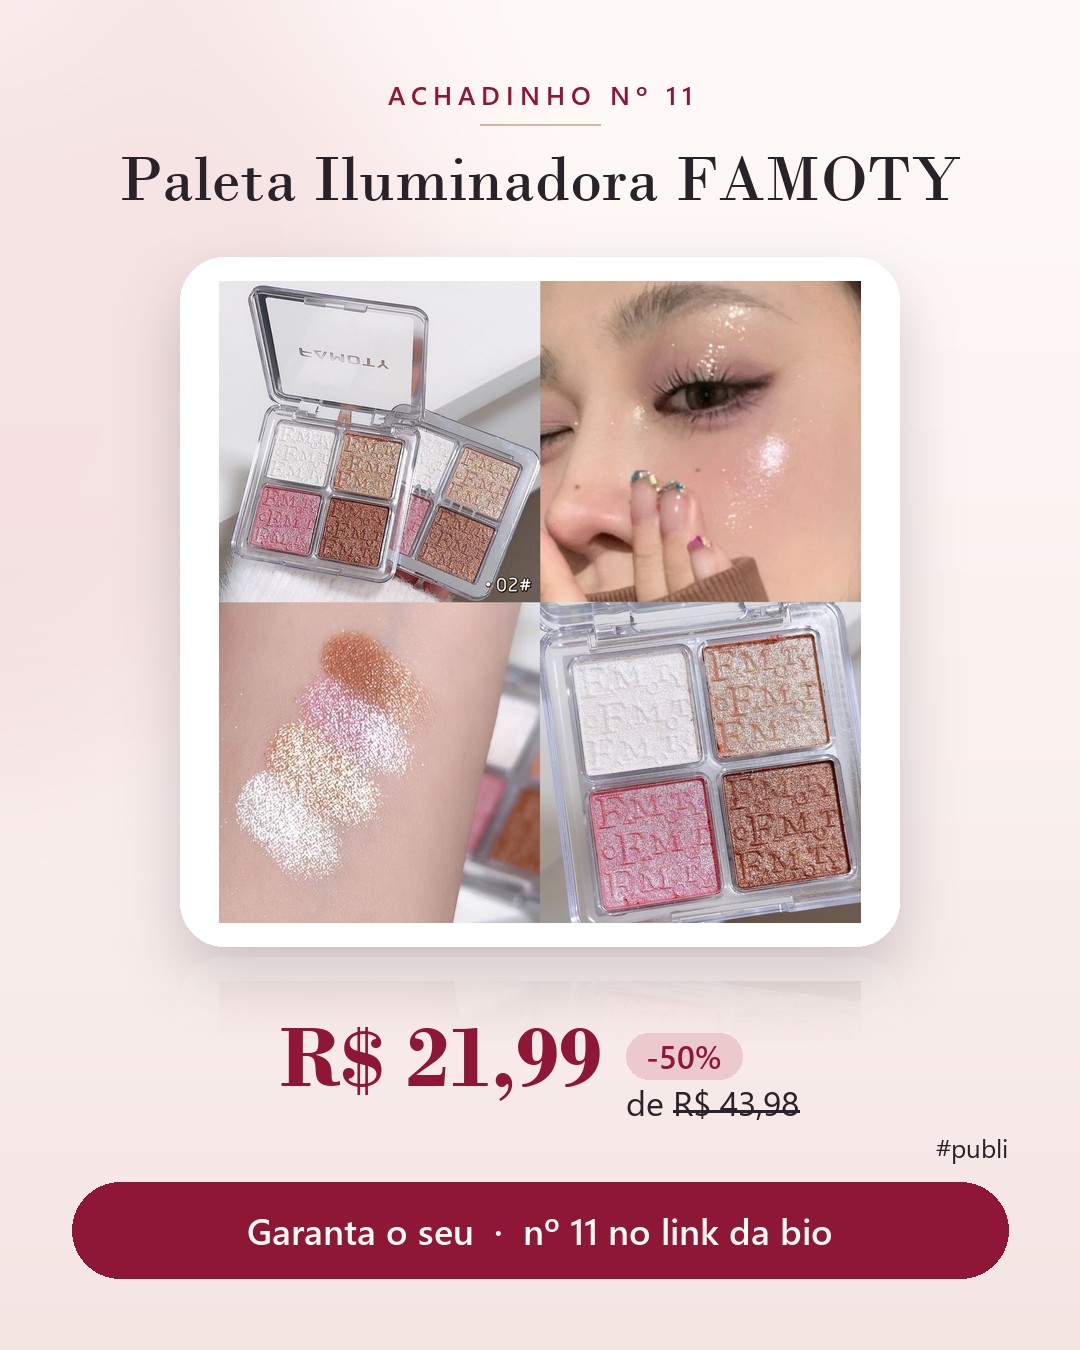 ACHADINHO Nº 11
Paleta Iluminadora FAMOTY
FAMOTY
02#
R$ 21,99
-50%
de R$ 43,98
#publi
Garanta o seu · nº 11 no link da bio